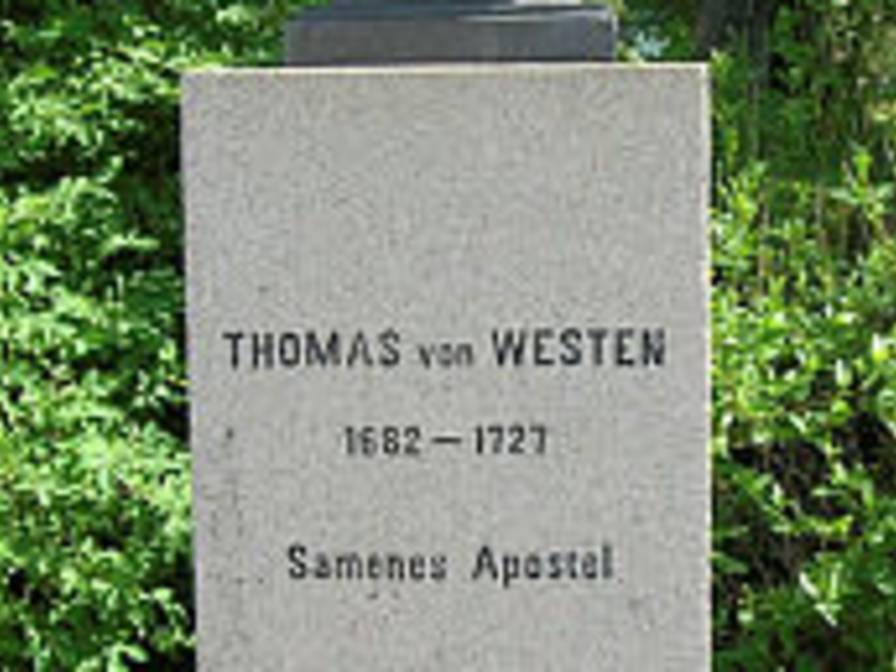 THOMAS von WESTEN
1682 — 1727
Samenes Apostel